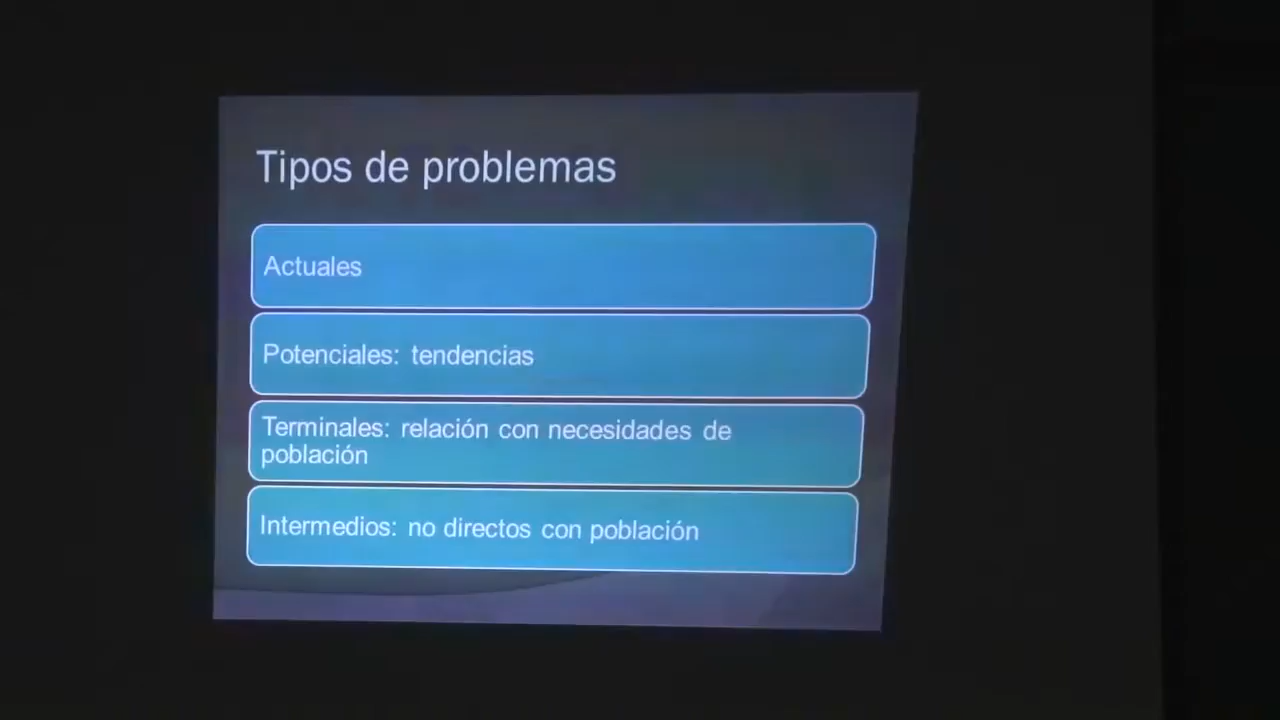 Tipos de problemas
Actuales
Potenciales: tendencias
Terminales: relación con necesidades de
población
Intermedios: no directos con población